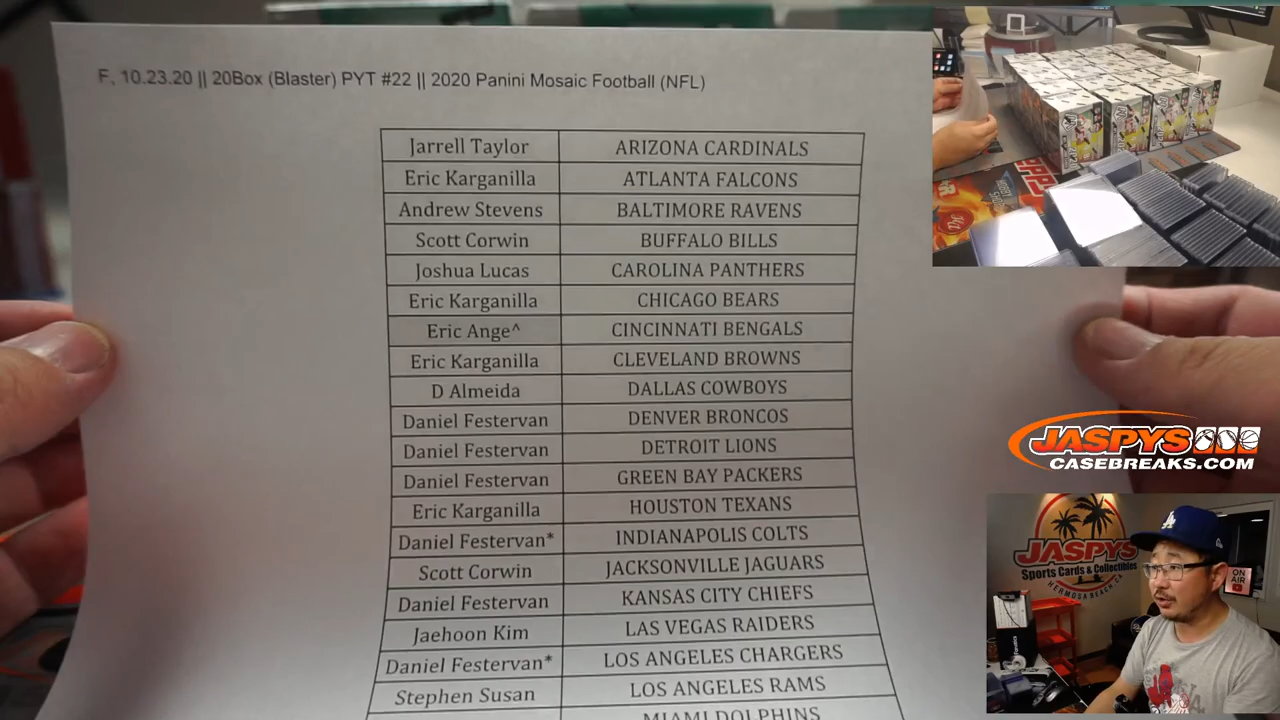 F, 10.23.20 || 20Box (Blaster) PYT #22 || 2020 Panini Mosaic Football (NFL)
Jarrell Taylor ARIZONA CARDINALS
Eric Karganilla ATLANTA FALCONS
Andrew Stevens BALTIMORE RAVENS
Scott Corwin BUFFALO BILLS
Joshua Lucas CAROLINA PANTHERS
Eric Karganilla CHICAGO BEARS
Eric Ange^ CINCINNATI BENGALS
Eric Karganilla CLEVELAND BROWNS
D Almeida DALLAS COWBOYS
Daniel Festervan DENVER BRONCOS
Daniel Festervan DETROIT LIONS
Daniel Festervan GREEN BAY PACKERS
Eric Karganilla HOUSTON TEXANS
Daniel Festervan* INDIANAPOLIS COLTS
Scott Corwin JACKSONVILLE JAGUARS
Daniel Festervan KANSAS CITY CHIEFS
Jaehoon Kim LAS VEGAS RAIDERS
Daniel Festervan* LOS ANGELES CHARGERS
Stephen Susan LOS ANGELES RAMS
MIAMI DOLPHINS
JASPYS
CASEBREAKS.COM
JASPYS
Sports Cards & Collectibles
HERMOSA BEACH, CA
ON
AIR
LA